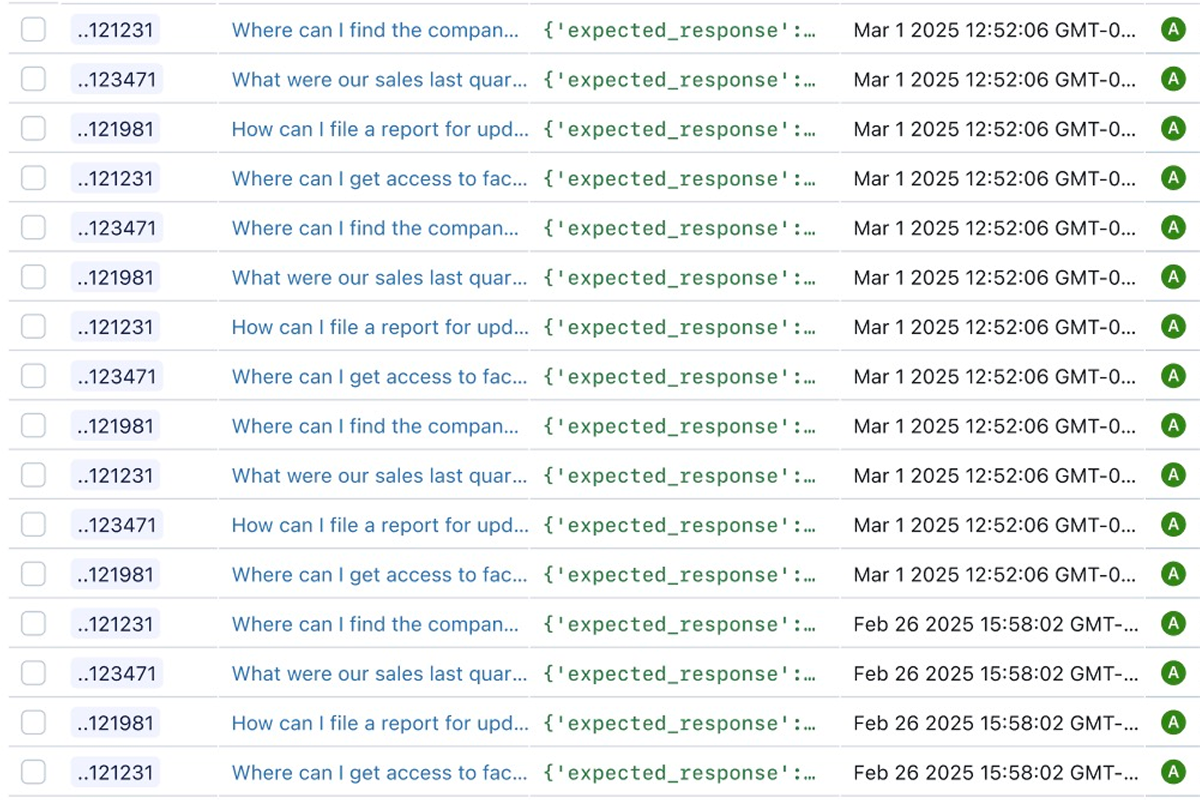 ..121231 Where can I find the compan... {'expected_response':... Mar 1 2025 12:52:06 GMT-0... A
..123471 What were our sales last quar... {'expected_response':... Mar 1 2025 12:52:06 GMT-0... A
..121981 How can I file a report for upd... {'expected_response':... Mar 1 2025 12:52:06 GMT-0... A
..121231 Where can I get access to fac... {'expected_response':... Mar 1 2025 12:52:06 GMT-0... A
..123471 Where can I find the compan... {'expected_response':... Mar 1 2025 12:52:06 GMT-0... A
..121981 What were our sales last quar... {'expected_response':... Mar 1 2025 12:52:06 GMT-0... A
..121231 How can I file a report for upd... {'expected_response':... Mar 1 2025 12:52:06 GMT-0... A
..123471 Where can I get access to fac... {'expected_response':... Mar 1 2025 12:52:06 GMT-0... A
..121981 Where can I find the compan... {'expected_response':... Mar 1 2025 12:52:06 GMT-0... A
..121231 What were our sales last quar... {'expected_response':... Mar 1 2025 12:52:06 GMT-0... A
..123471 How can I file a report for upd... {'expected_response':... Mar 1 2025 12:52:06 GMT-0... A
..121981 Where can I get access to fac... {'expected_response':... Mar 1 2025 12:52:06 GMT-0... A
..121231 Where can I find the compan... {'expected_response':... Feb 26 2025 15:58:02 GMT-... A
..123471 What were our sales last quar... {'expected_response':... Feb 26 2025 15:58:02 GMT-... A
..121981 How can I file a report for upd... {'expected_response':... Feb 26 2025 15:58:02 GMT-... A
..121231 Where can I get access to fac... {'expected_response':... Feb 26 2025 15:58:02 GMT-... A